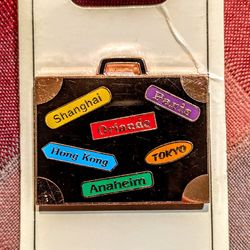 Shanghai
Paris
Orlando
Hong Kong
TOKYO
Anaheim